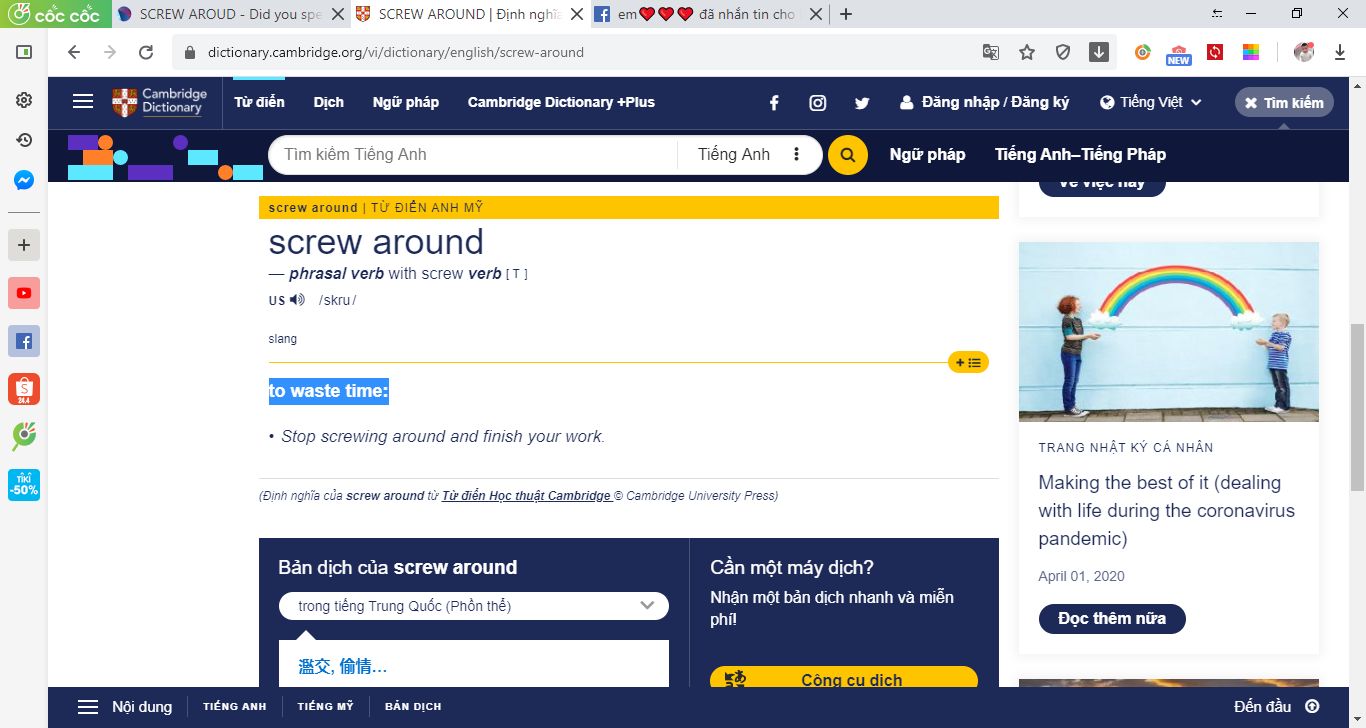 cốc cốc
SCREW AROUD - Did you spe
SCREW AROUND | Định nghĩa
em❤❤❤ đã nhắn tin cho
dictionary.cambridge.org/vi/dictionary/english/screw-around
NEW
Cambridge
Dictionary
Từ điển
Dịch
Ngữ pháp
Cambridge Dictionary +Plus
Đăng nhập / Đăng ký
Tiếng Việt
Tìm kiếm
Tìm kiếm Tiếng Anh
Tiếng Anh
Ngữ pháp
Tiếng Anh–Tiếng Pháp
Về việc này
screw around | TỪ ĐIỂN ANH MỸ
screw around
— phrasal verb with screw verb [ T ]
US /skru/
slang
to waste time:
• Stop screwing around and finish your work.
(Định nghĩa của screw around từ Từ điển Học thuật Cambridge © Cambridge University Press)
Bản dịch của screw around
trong tiếng Trung Quốc (Phồn thể)
濫交, 偷情…
Cần một máy dịch?
Nhận một bản dịch nhanh và miễn
phí!
Công cụ dịch
TRANG NHẬT KÝ CÁ NHÂN
Making the best of it (dealing
with life during the coronavirus
pandemic)
April 01, 2020
Đọc thêm nữa
24.4
TIKI
-50%
Nội dung
TIẾNG ANH
TIẾNG MỸ
BẢN DỊCH
Đến đầu